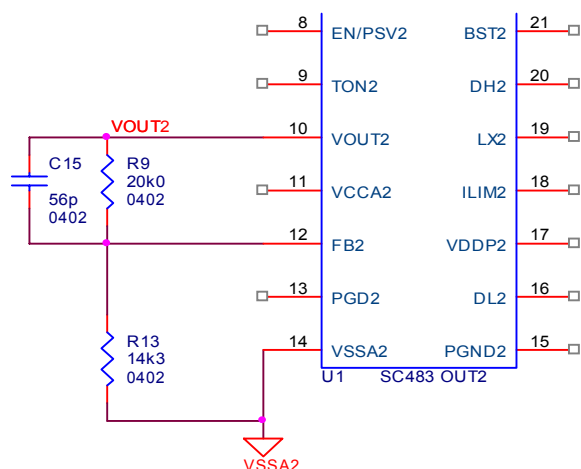 8 EN/PSV2 BST2 21
9 TON2 DH2 20
VOUT2
10 VOUT2 LX2 19
C15
56p
0402
R9
20k0
0402
11 VCCA2 ILIM2 18
12 FB2 VDDP2 17
13 PGD2 DL2 16
R13
14k3
0402
14 VSSA2 PGND2 15
U1 SC483 OUT2
VSSA2